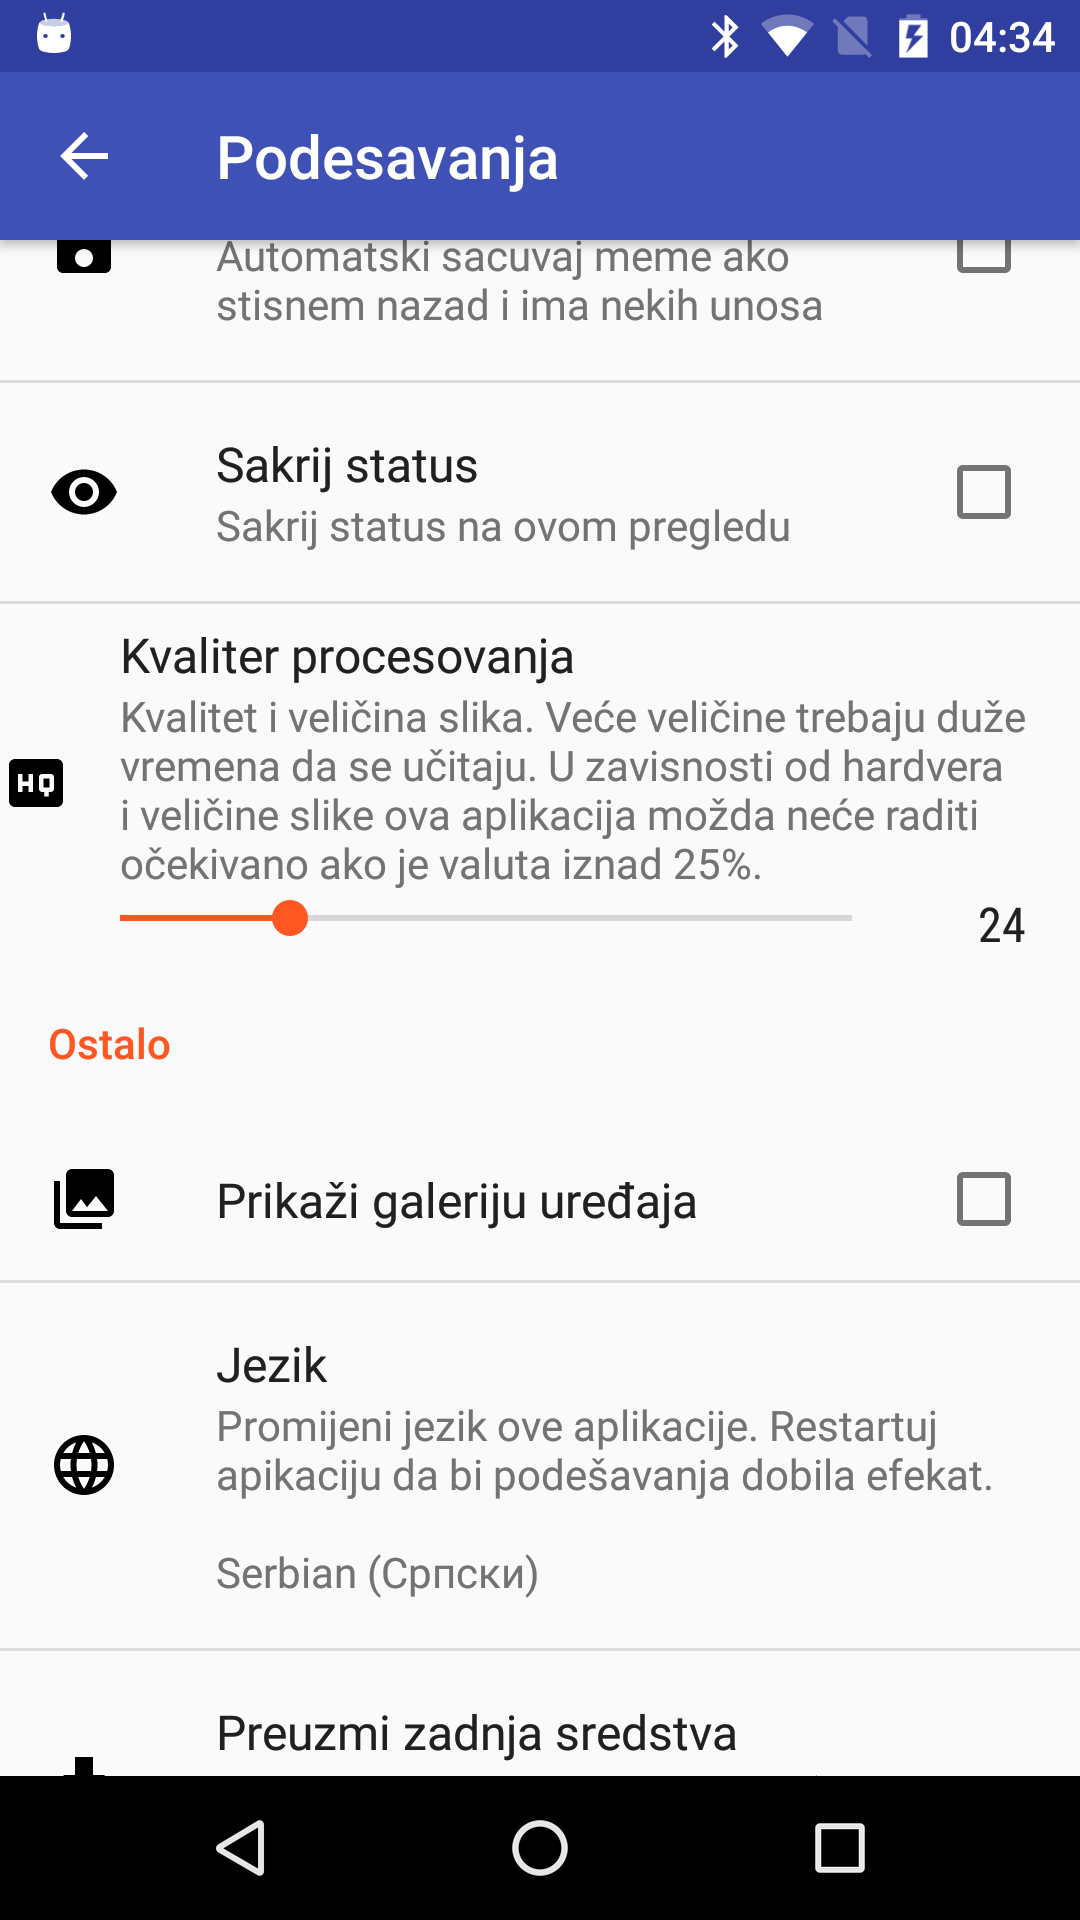 04:34
Podesavanja
Automatski sacuvaj meme ako
stisnem nazad i ima nekih unosa
Sakrij status
Sakrij status na ovom pregledu
Kvaliter procesovanja
Kvalitet i veličina slika. Veće veličine trebaju duže
vremena da se učitaju. U zavisnosti od hardvera
i veličine slike ova aplikacija možda neće raditi
očekivano ako je valuta iznad 25%.
HQ
24
Ostalo
Prikaži galeriju uređaja
Jezik
Promijeni jezik ove aplikacije. Restartuj
apikaciju da bi podešavanja dobila efekat.
Serbian (Српски)
Preuzmi zadnja sredstva